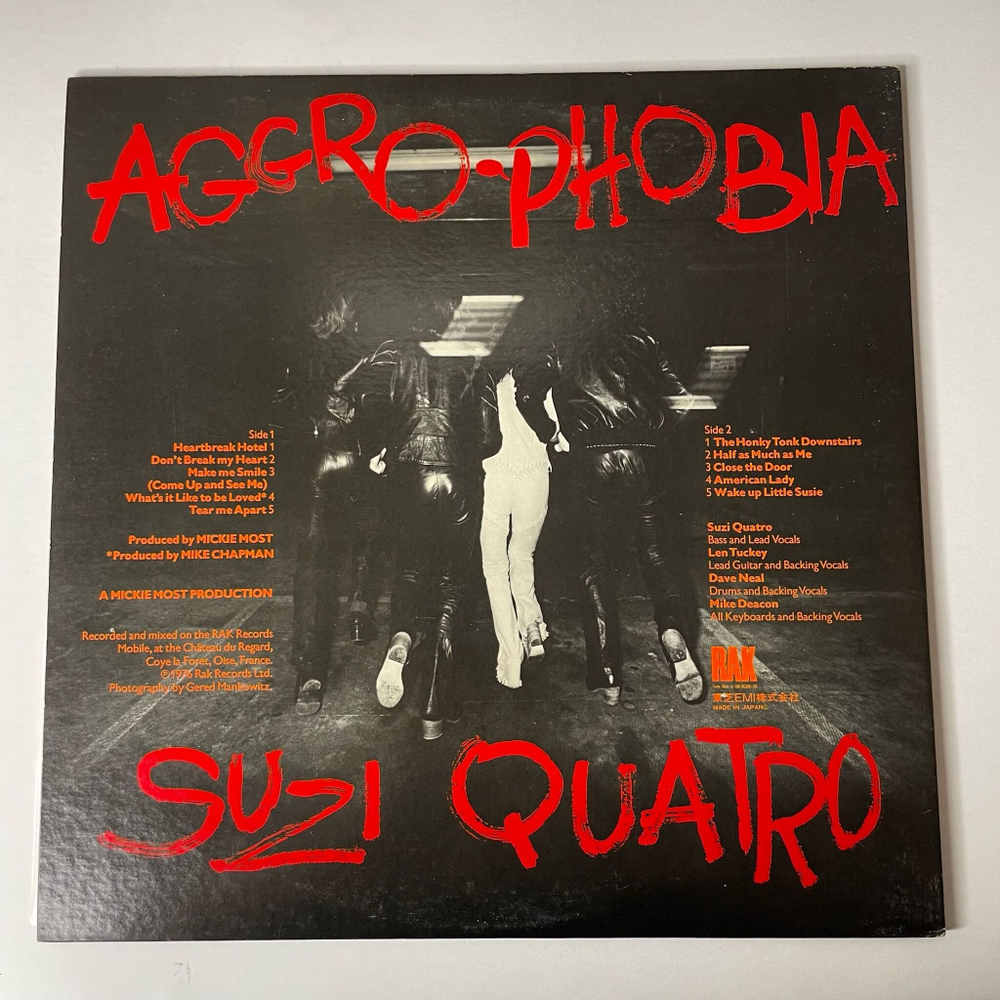 AGGRO-PHOBIA
Side 1
Heartbreak Hotel 1
Don't Break my Heart 2
Make me Smile 3
(Come Up and See Me)
What's it Like to be Loved* 4
Tear me Apart 5
Produced by MICKIE MOST
*Produced by MIKE CHAPMAN
A MICKIE MOST PRODUCTION
Recorded and mixed on the RAK Records
Mobile, at the Château du Regard,
Coye la Foret, Oise, France.
℗1976 Rak Records Ltd.
Photography by Gered Mankowitz.
Side 2
1 The Honky Tonk Downstairs
2 Half as Much as Me
3 Close the Door
4 American Lady
5 Wake up Little Susie
Suzi Quatro
Bass and Lead Vocals
Len Tuckey
Lead Guitar and Backing Vocals
Dave Neal
Drums and Backing Vocals
Mike Deacon
All Keyboards and Backing Vocals
RAK
東芝EMI株式会社
MADE IN JAPAN
SUZI QUATRO